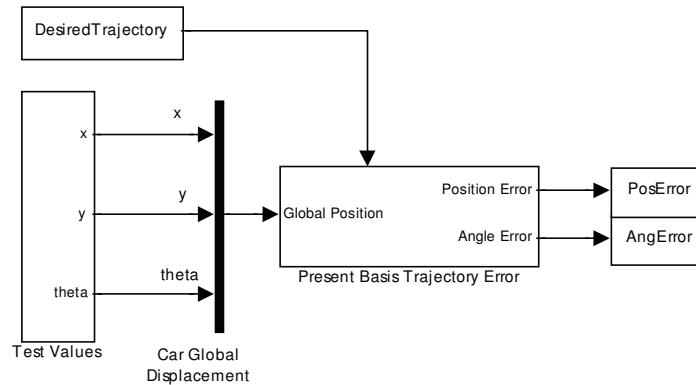 DesiredTrajectory
x
x
y
y
theta
theta
Test Values
Car Global
Displacement
Global Position
Position Error
Angle Error
Present Basis Trajectory Error
PosError
AngError